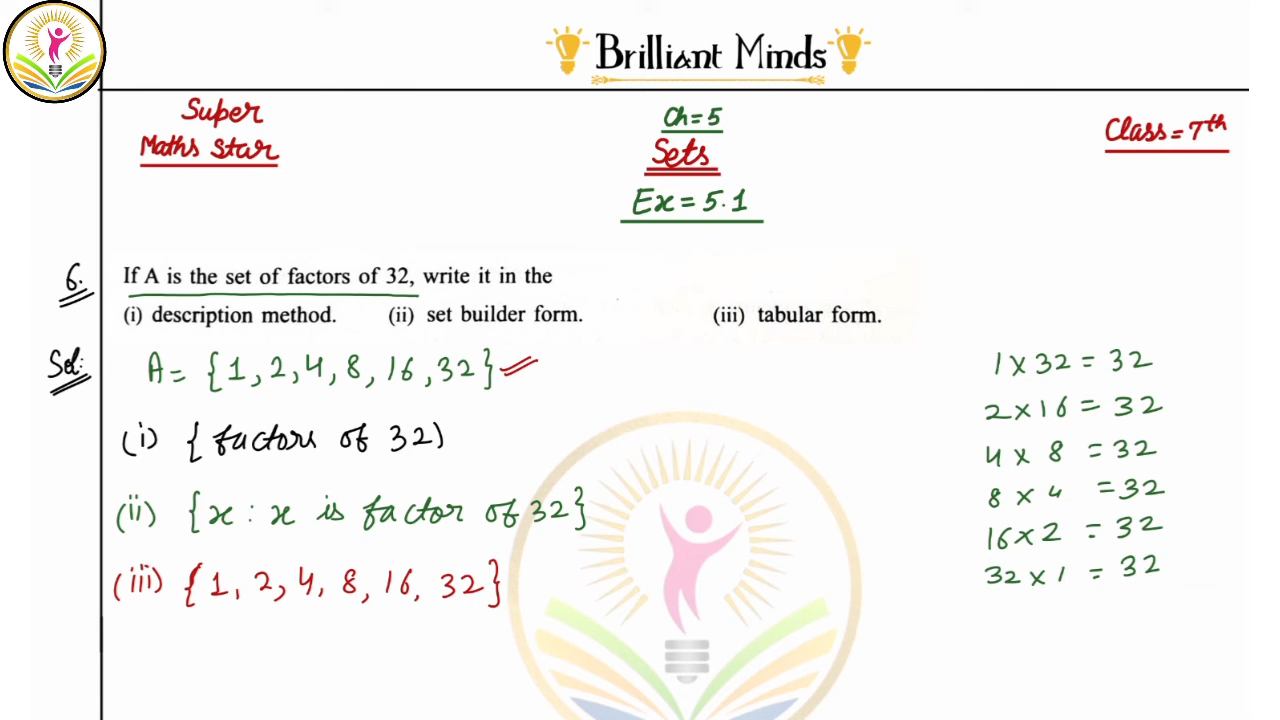 Brilliant Minds
Super
Maths Star
Ch = 5
Sets
Ex = 5.1
Class = 7th
6. If A is the set of factors of 32, write it in the
(i) description method. (ii) set builder form. (iii) tabular form.
Sol: A = {1, 2, 4, 8, 16, 32}
(i) { factors of 32)
(ii) {x : x is factor of 32}
(iii) {1, 2, 4, 8, 16, 32}
1 x 32 = 32
2 x 16 = 32
4 x 8 = 32
8 x 4 = 32
16 x 2 = 32
32 x 1 = 32